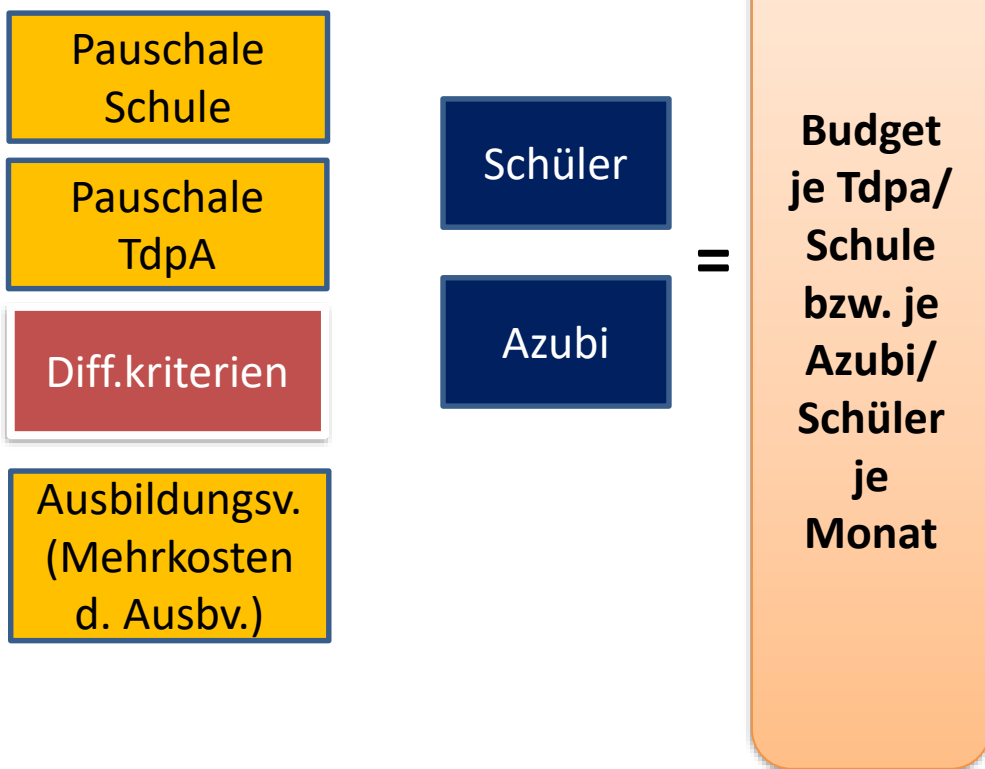 Pauschale
Schule
Pauschale
TdpA
Diff.kriterien
Ausbildungsv.
(Mehrkosten
d. Ausbv.)
Schüler
Azubi
=
Budget
je Tdpa/
Schule
bzw. je
Azubi/
Schüler
je
Monat